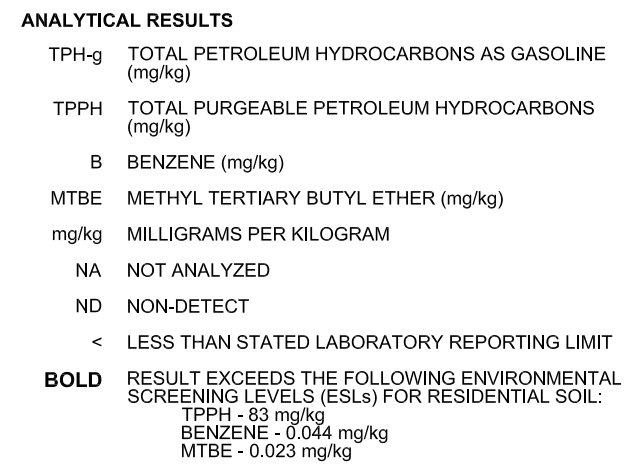 ANALYTICAL RESULTS
TPH-g TOTAL PETROLEUM HYDROCARBONS AS GASOLINE
(mg/kg)
TPPH TOTAL PURGEABLE PETROLEUM HYDROCARBONS
(mg/kg)
B BENZENE (mg/kg)
MTBE METHYL TERTIARY BUTYL ETHER (mg/kg)
mg/kg MILLIGRAMS PER KILOGRAM
NA NOT ANALYZED
ND NON-DETECT
< LESS THAN STATED LABORATORY REPORTING LIMIT
BOLD RESULT EXCEEDS THE FOLLOWING ENVIRONMENTAL
SCREENING LEVELS (ESLs) FOR RESIDENTIAL SOIL:
TPPH - 83 mg/kg
BENZENE - 0.044 mg/kg
MTBE - 0.023 mg/kg